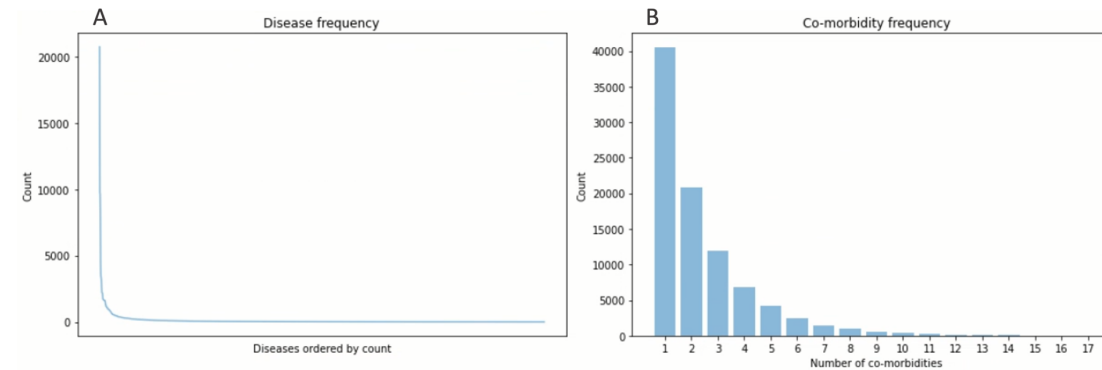 A
Disease frequency
20000
15000
10000
5000
0
Count
Diseases ordered by count
B
Co-morbidity frequency
40000
35000
30000
25000
20000
15000
10000
5000
0
Count
1 2 3 4 5 6 7 8 9 10 11 12 13 14 15 16 17
Number of co-morbidities